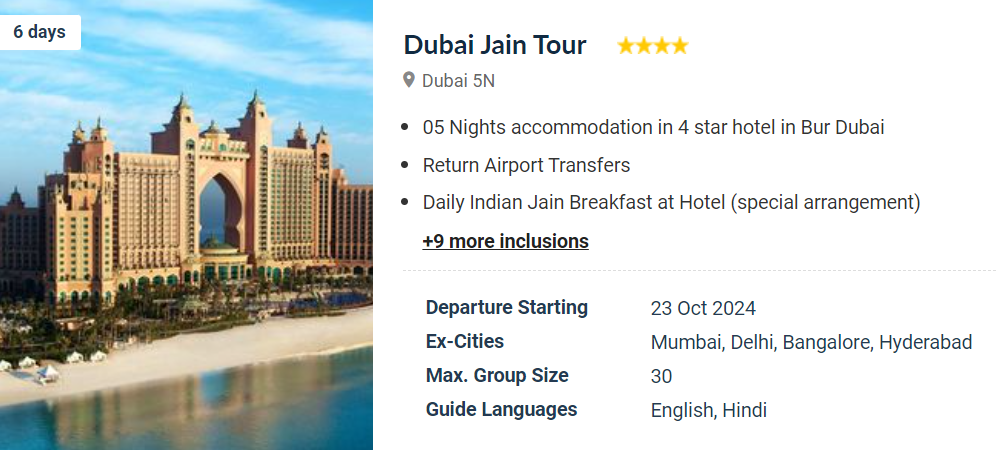 6 days
Dubai Jain Tour
Dubai 5N
05 Nights accommodation in 4 star hotel in Bur Dubai
Return Airport Transfers
Daily Indian Jain Breakfast at Hotel (special arrangement)
+9 more inclusions
Departure Starting 23 Oct 2024
Ex-Cities Mumbai, Delhi, Bangalore, Hyderabad
Max. Group Size 30
Guide Languages English, Hindi